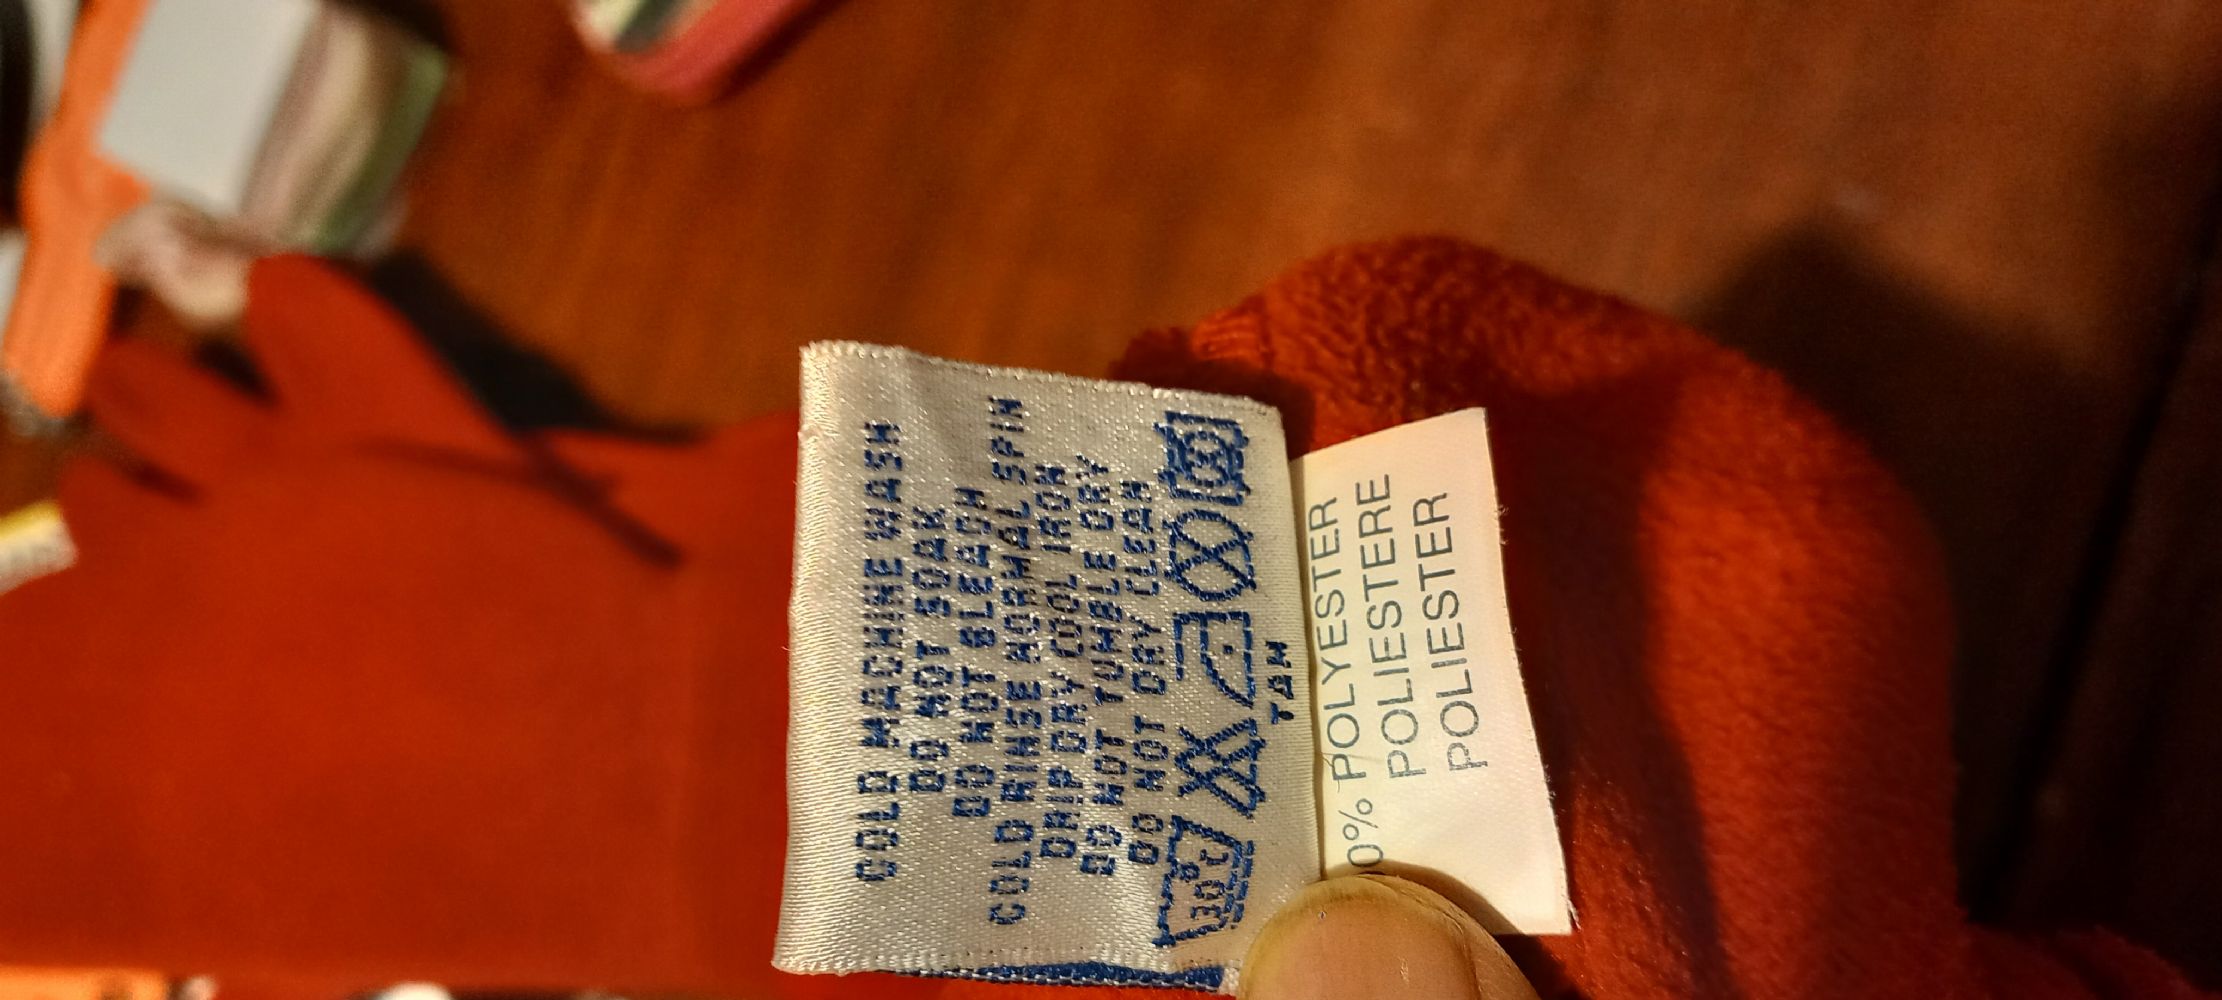 COLD MACHINE WASH
DO NOT SOAK
DO NOT BLEACH
COLD RINSE NORMAL SPIN
DRIP DRY COOL IRON
DO NOT TUMBLE DRY
DO NOT DRY CLEAN
30°C
0% POLYESTER
POLIESTERE
POLIESTER